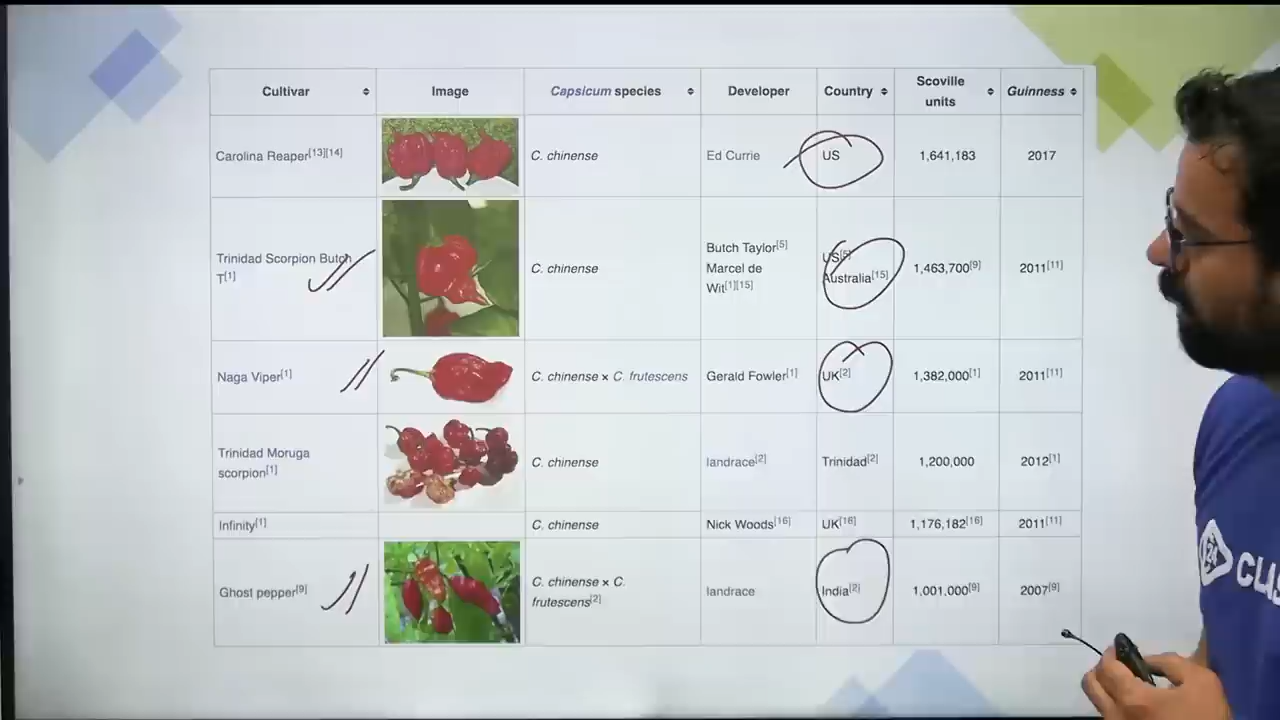 Cultivar Image Capsicum species Developer Country Scoville units Guinness
Carolina Reaper[13][14] C. chinense Ed Currie US 1,641,183 2017
Trinidad Scorpion Butch T[1] C. chinense Butch Taylor[5] Marcel de Wit[1][15] US[5] Australia[15] 1,463,700[9] 2011[11]
Naga Viper[1] C. chinense × C. frutescens Gerald Fowler[1] UK[2] 1,382,000[1] 2011[11]
Trinidad Moruga scorpion[1] C. chinense landrace[2] Trinidad[2] 1,200,000 2012[1]
Infinity[1] C. chinense Nick Woods[16] UK[16] 1,176,182[16] 2011[11]
Ghost pepper[9] C. chinense × C. frutescens[2] landrace India[2] 1,001,000[9] 2007[9]
24